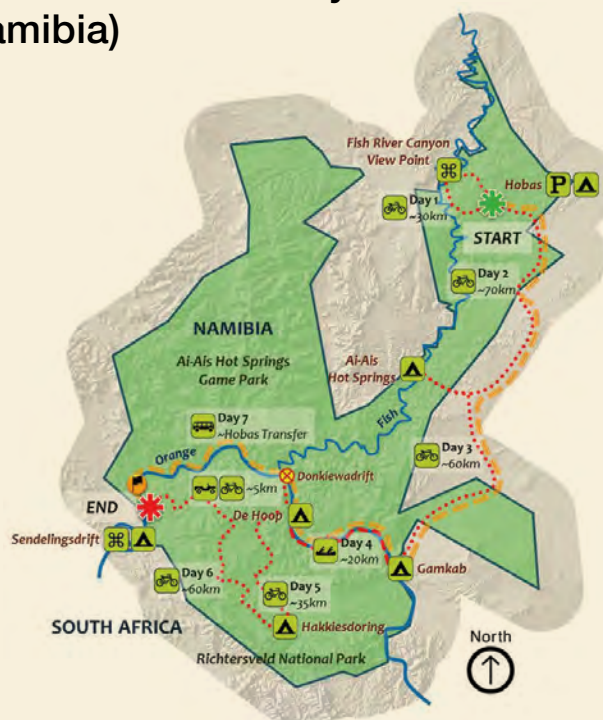 amibia)
Fish River Canyon
View Point
Hobas
P
Day 1
~30km
START
Day 2
~70km
NAMIBIA
Ai-Ais Hot Springs
Game Park
Ai-Ais
Hot Springs
Fish
Day 7
~Hobas Transfer
Orange
Day 3
~60km
Donkiewadrift
~5km
END
De Hoop
Sendelingsdrift
Day 4
~20km
Gamkab
Day 6
~60km
Day 5
~35km
SOUTH AFRICA
Hakkiesdoring
North
Richtersveld National Park